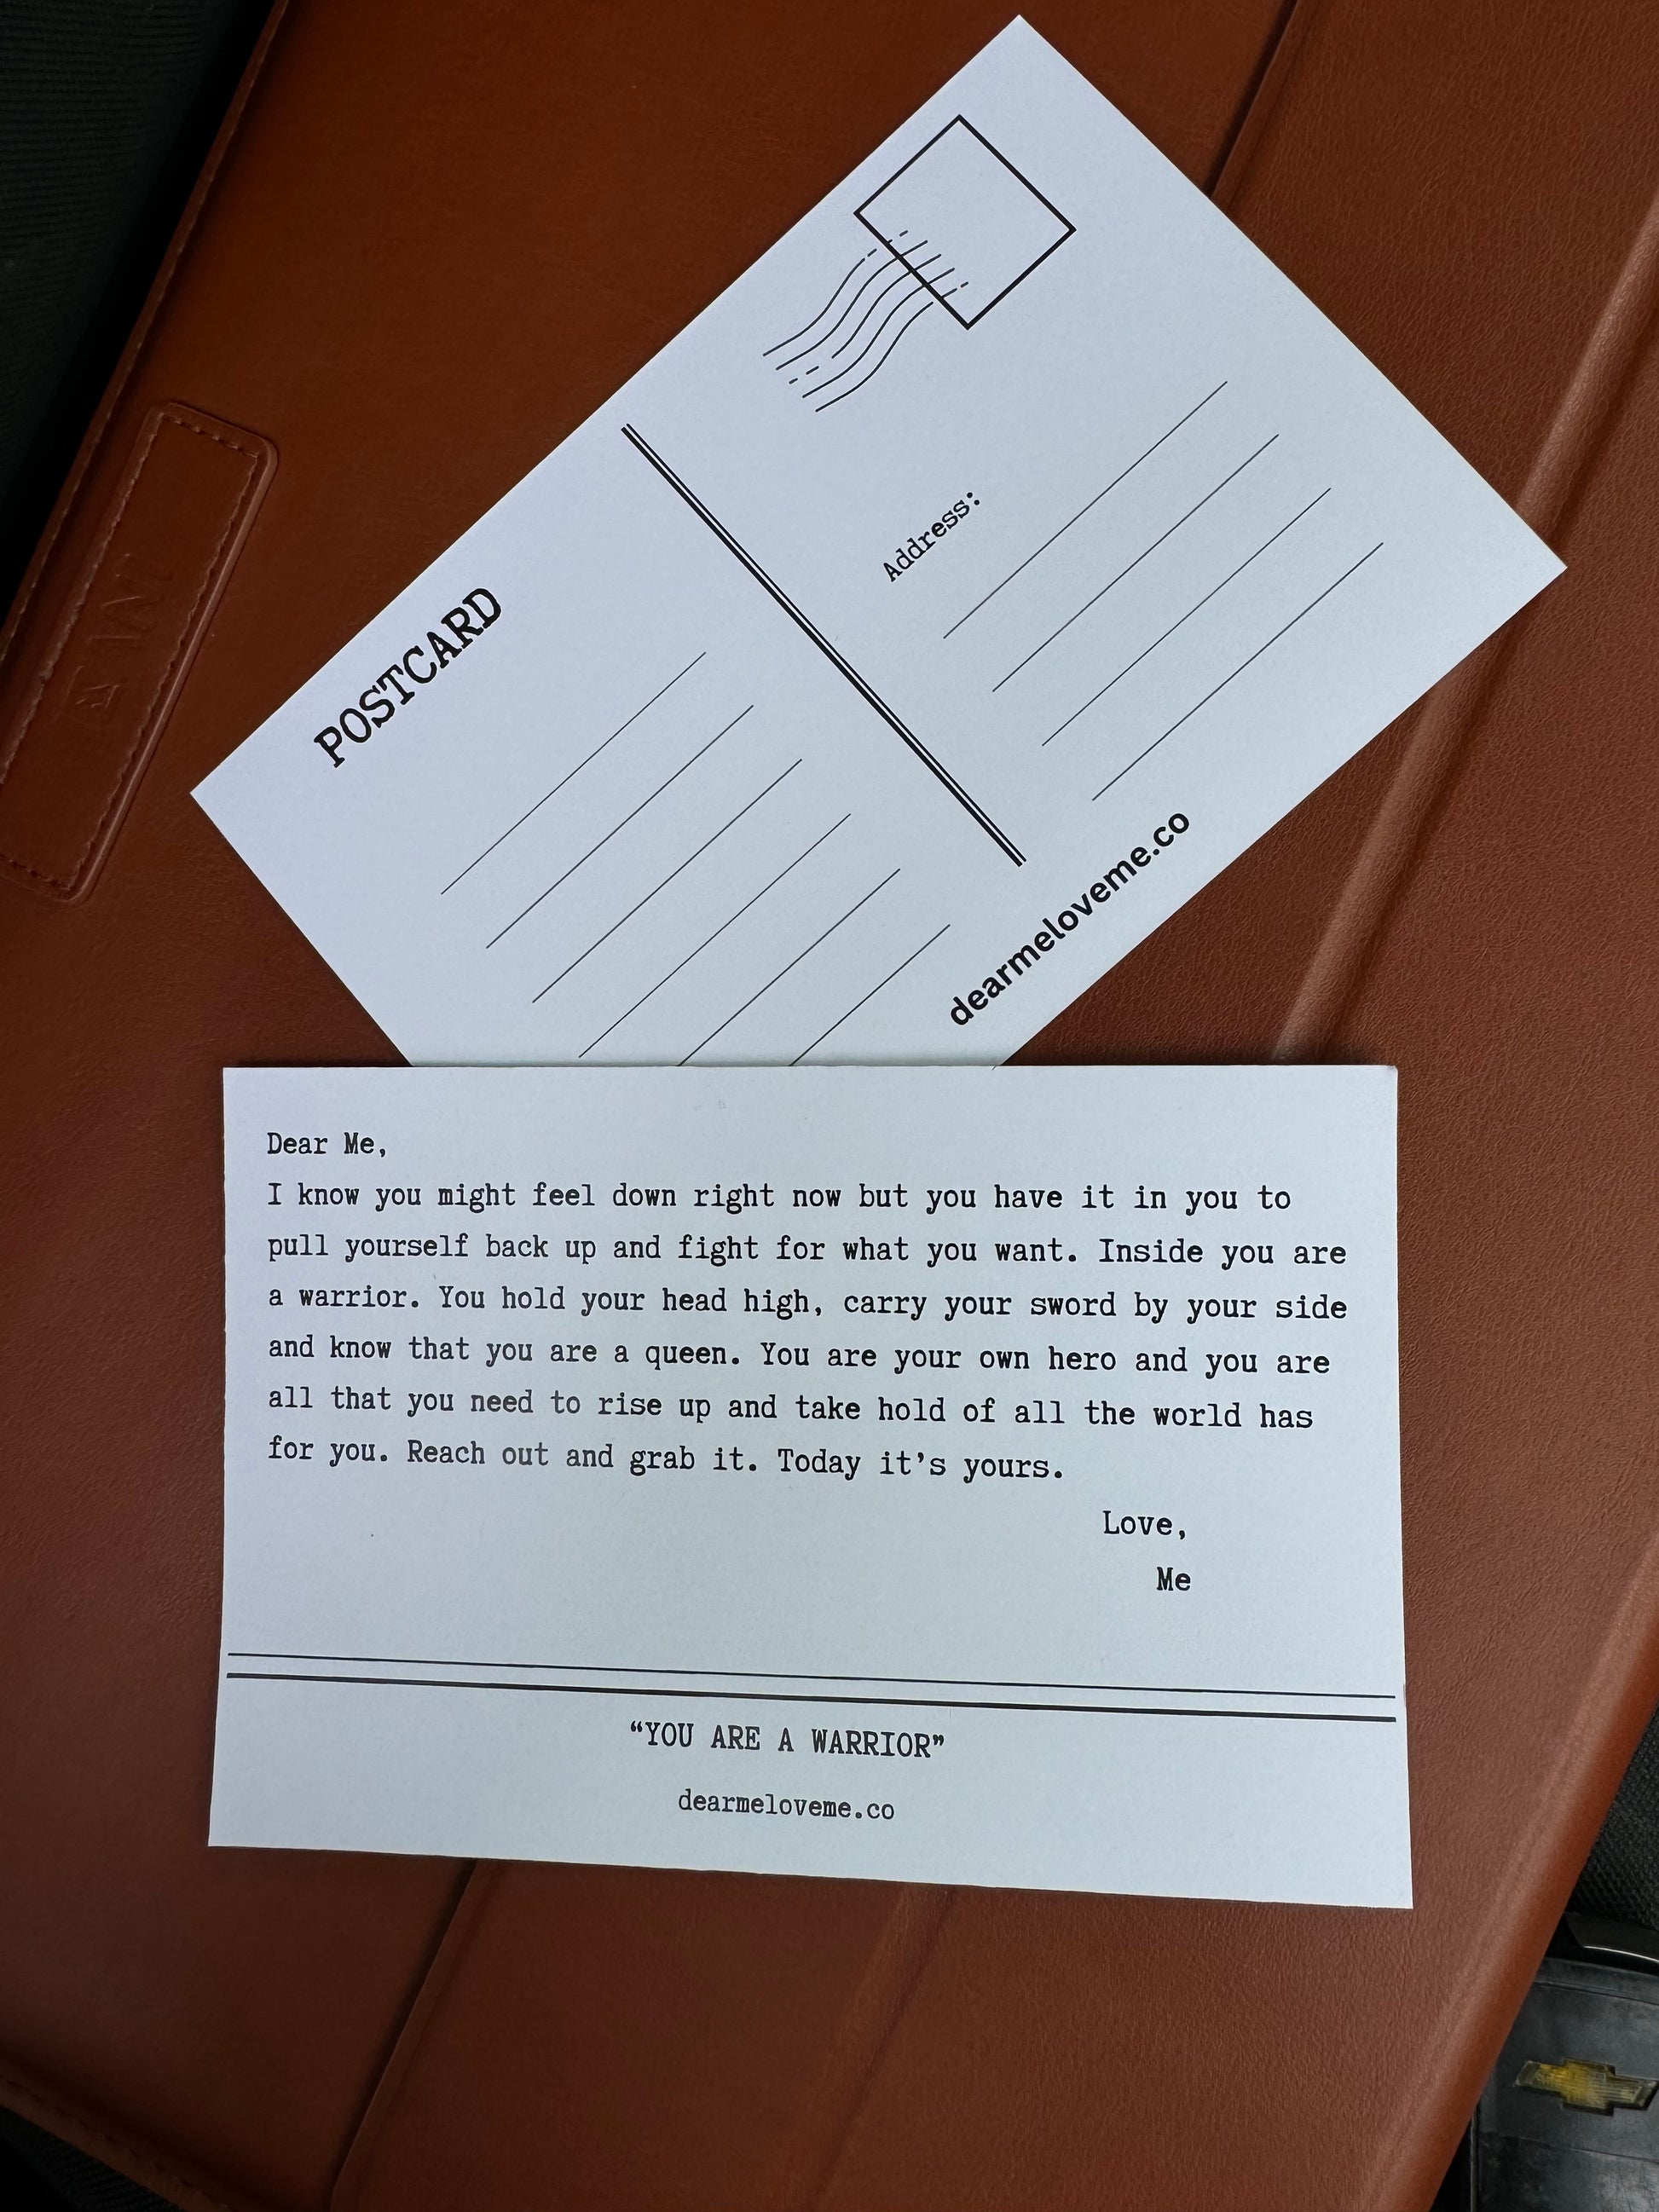 POSTCARD
Address:
dearmeloveme.co
Dear Me,
I know you might feel down right now but you have it in you to
pull yourself back up and fight for what you want. Inside you are
a warrior. You hold your head high, carry your sword by your side
and know that you are a queen. You are your own hero and you are
all that you need to rise up and take hold of all the world has
for you. Reach out and grab it. Today it’s yours.
Love,
Me
“YOU ARE A WARRIOR”
dearmeloveme.co